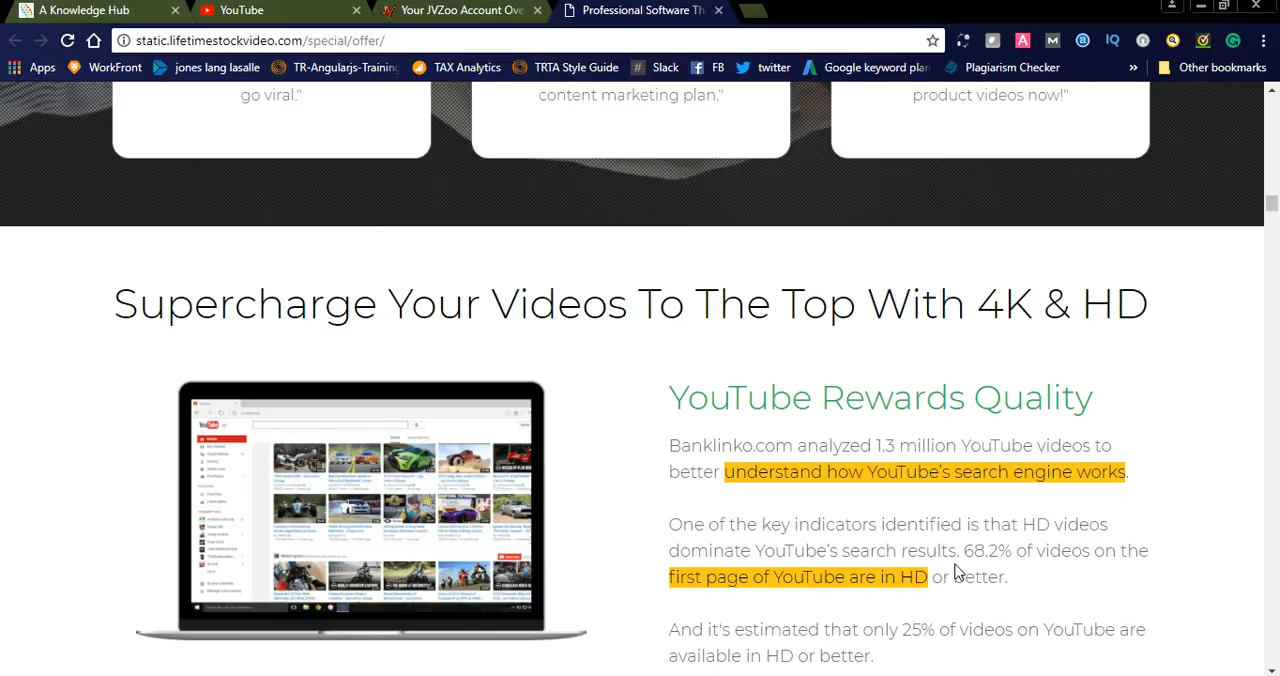 A Knowledge Hub
YouTube
Your JVZoo Account Ove
Professional Software Th
static.lifetimestockvideo.com/special/offer/
Apps
WorkFront
jones lang lasalle
TR-Angularjs-Training
TAX Analytics
TRTA Style Guide
Slack
FB
twitter
Google keyword plan
Plagiarism Checker
»
Other bookmarks
go viral."
content marketing plan."
product videos now!"
Supercharge Your Videos To The Top With 4K & HD
YouTube Rewards Quality
Banklinko.com analyzed 1.3 million YouTube videos to
better understand how YouTube's search engine works.
One of the key indicators identified is that HD videos
dominate YouTube's search results. 68.2% of videos on the
first page of YouTube are in HD or better.
And it's estimated that only 25% of videos on YouTube are
available in HD or better.